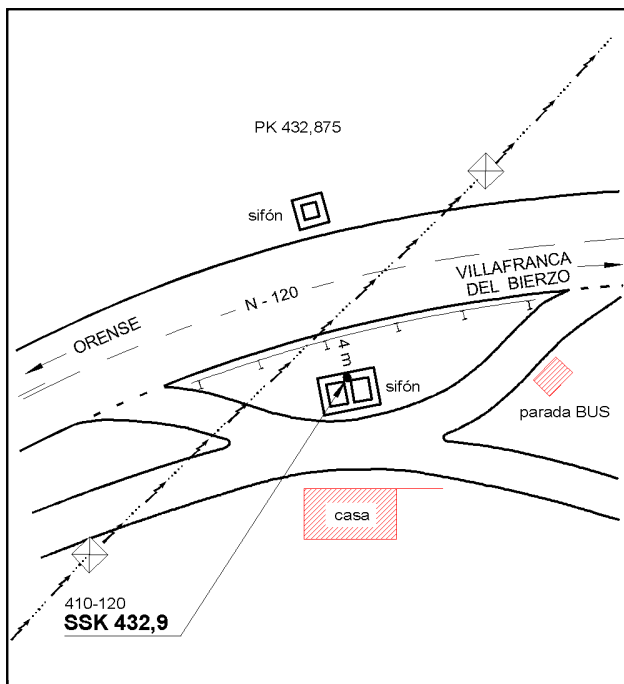 PK 432,875
sifón
VILLAFRANCA
DEL BIERZO
N - 120
ORENSE
4 m
sifón
parada BUS
casa
410-120
SSK 432,9